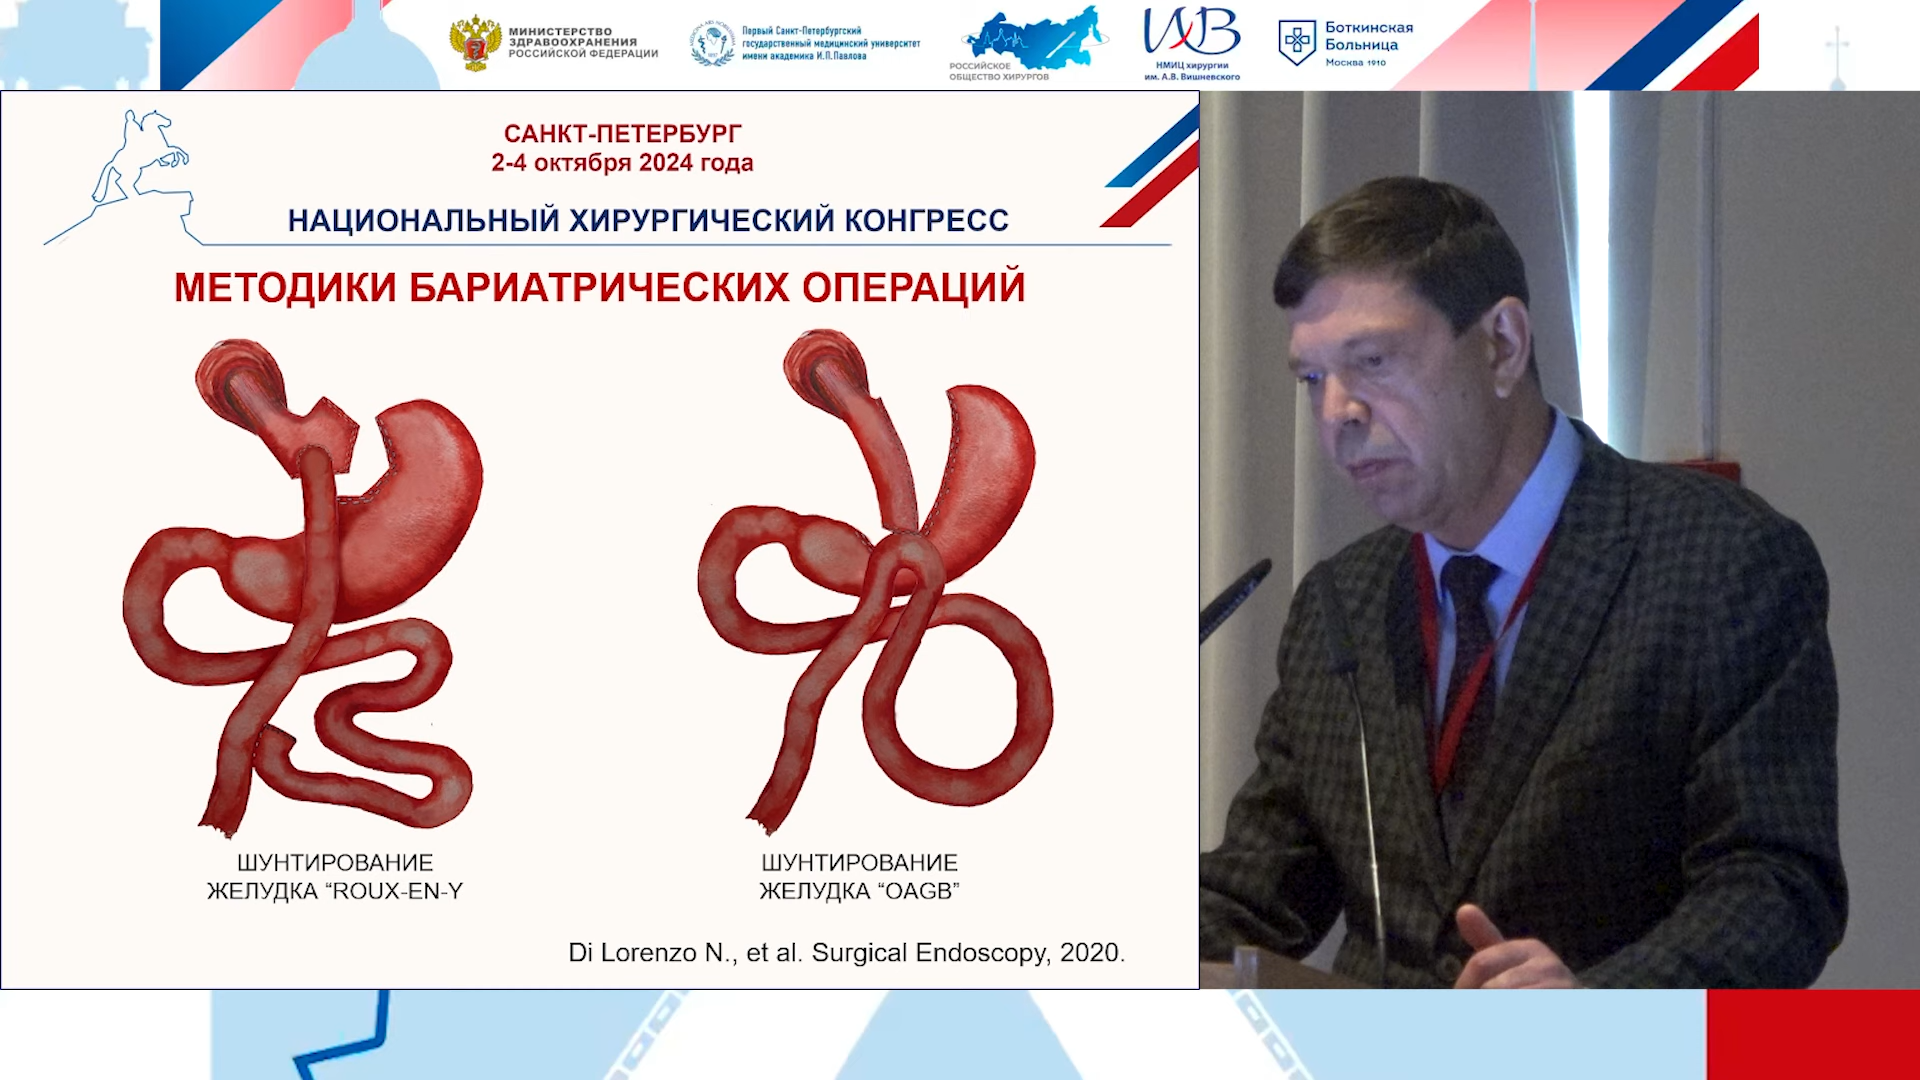 МИНИСТЕРСТВО
ЗДРАВООХРАНЕНИЯ
РОССИЙСКОЙ ФЕДЕРАЦИИ
Первый Санкт-Петербургский
государственный медицинский университет
имени академика И.П.Павлова
РОССИЙСКОЕ
ОБЩЕСТВО ХИРУРГОВ
ИХВ
НМИЦ хирургии
им. А.В. Вишневского
Боткинская
Больница
Москва 1910
САНКТ-ПЕТЕРБУРГ
2-4 октября 2024 года
НАЦИОНАЛЬНЫЙ ХИРУРГИЧЕСКИЙ КОНГРЕСС
МЕТОДИКИ БАРИАТРИЧЕСКИХ ОПЕРАЦИЙ
ШУНТИРОВАНИЕ
ЖЕЛУДКА “ROUX-EN-Y
ШУНТИРОВАНИЕ
ЖЕЛУДКА “OAGB”
Di Lorenzo N., et al. Surgical Endoscopy, 2020.